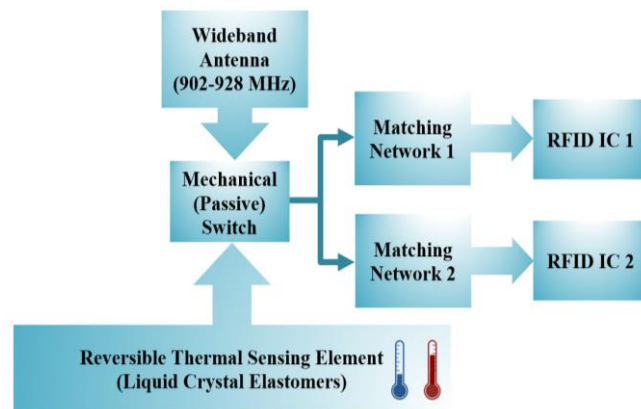 Wideband
Antenna
(902-928 MHz)
Mechanical
(Passive)
Switch
Matching
Network 1
RFID IC 1
Matching
Network 2
RFID IC 2
Reversible Thermal Sensing Element
(Liquid Crystal Elastomers)